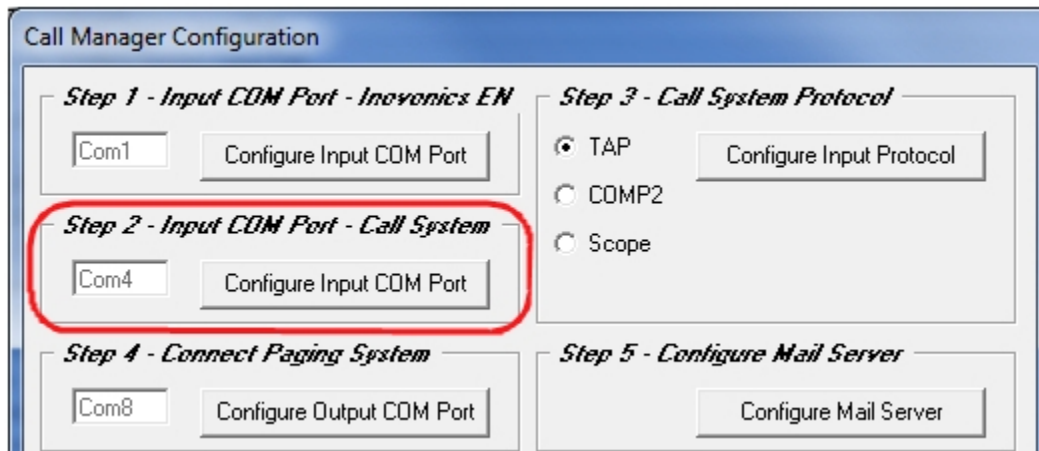 Call Manager Configuration
Step 1 - Input COM Port - Inovonics EN
Com1
Configure Input COM Port
Step 2 - Input COM Port - Call System
Com4
Configure Input COM Port
Step 3 - Call System Protocol
TAP
Configure Input Protocol
COMP2
Scope
Step 4 - Connect Paging System
Com8
Configure Output COM Port
Step 5 - Configure Mail Server
Configure Mail Server